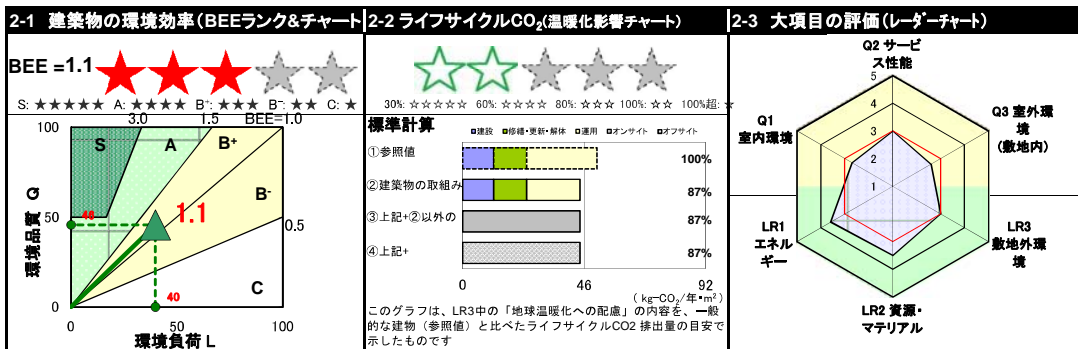 2-1 建築物の環境効率(BEEランク&チャート
BEE =1.1
S: ★★★★★ A: ★★★★ B+: ★★★ B-: ★★ C: ★
3.0 1.5 BEE=1.0
100
S
A
B+
B-
環境品質 Q
50
46
1.1
0.5
40
C
0
0 50 100
環境負荷 L
2-2 ライフサイクルCO2(温暖化影響チャート)
30%: ☆☆☆☆☆ 60%: ☆☆☆☆ 80%: ☆☆☆ 100%: ☆☆ 100%超: ☆
標準計算
■建設 ■修繕・更新・解体 □運用 ■オンサイト ■オフサイト
①参照値 100%
②建築物の取組み 87%
③上記+②以外の 87%
④上記+ 87%
0 46 92
( kg-CO2/年・m²)
このグラフは、LR3中の「地球温暖化への配慮」の内容を、一般
的な建物(参照値)と比べたライフサイクルCO2 排出量の目安で
示したものです
2-3 大項目の評価(レーダーチャート)
Q2 サービ
ス性能
5
4
3
2
1
Q1
室内環境
Q3 室外環
境
(敷地内)
LR1
エネル
ギー
LR3
敷地外環
境
LR2 資源・
マテリアル